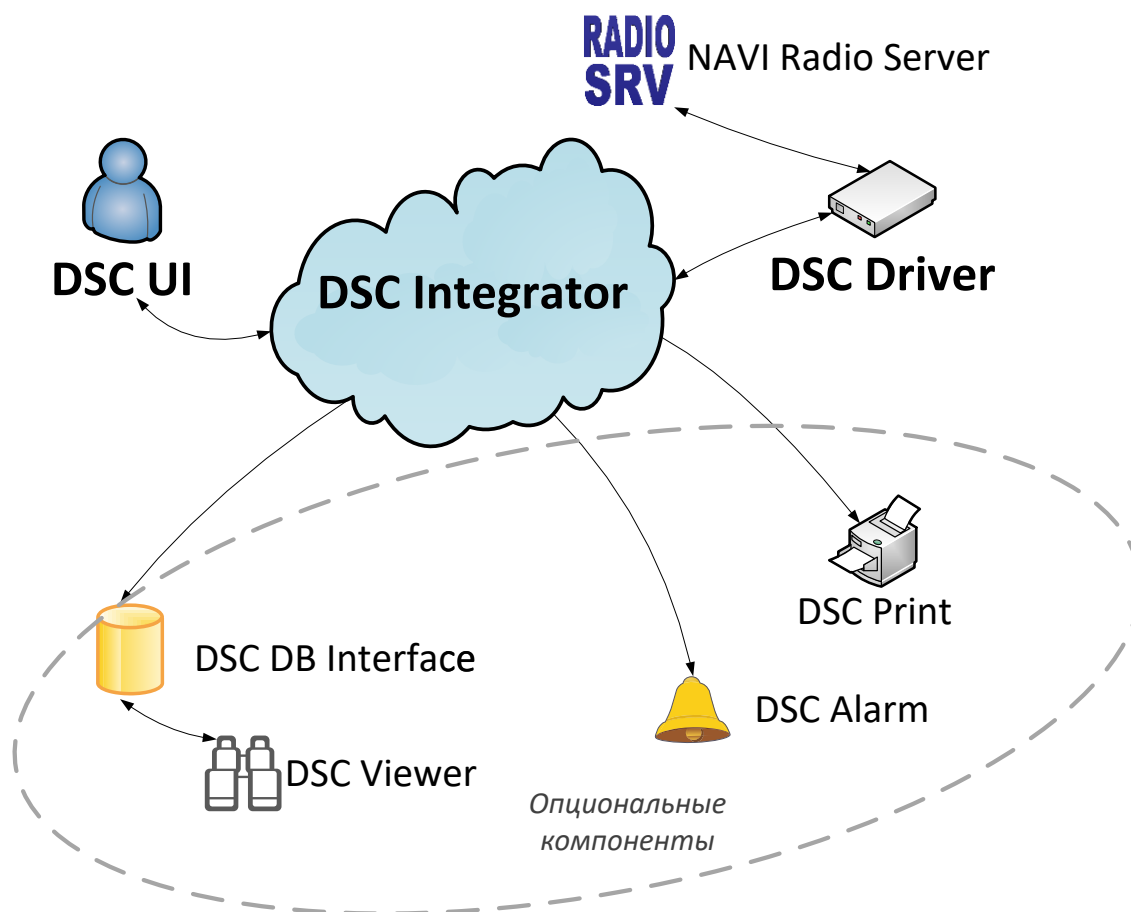 RADIO
SRV
NAVI Radio Server
DSC UI
DSC Integrator
DSC Driver
DSC Print
DSC DB Interface
DSC Alarm
DSC Viewer
Опциональные
компоненты